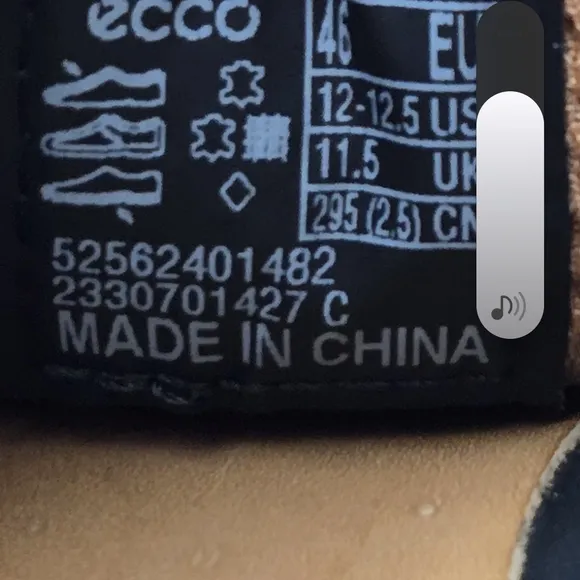 ecco
46 EU
12-12.5 US
11.5 UK
295 (2.5) CN
52562401482
2330701427 C
MADE IN CHINA